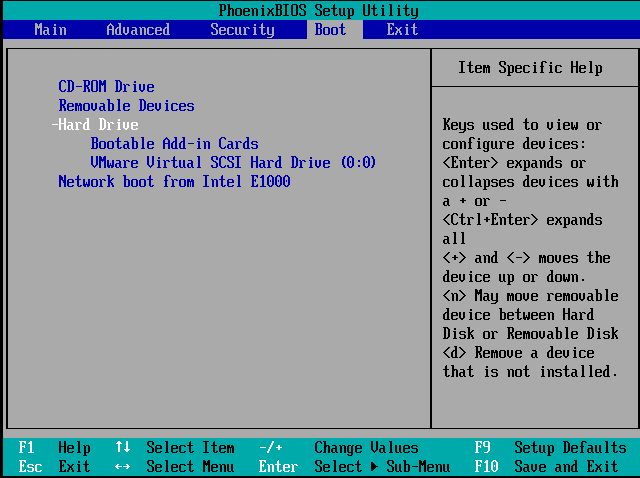 PhoenixBIOS Setup Utility
Main Advanced Security Boot Exit
CD-ROM Drive
Removable Devices
-Hard Drive
Bootable Add-in Cards
VMware Virtual SCSI Hard Drive (0:0)
Network boot from Intel E1000
Item Specific Help
Keys used to view or
configure devices:
<Enter> expands or
collapses devices with
a + or -
<Ctrl+Enter> expands
all
<+> and <-> moves the
device up or down.
<n> May move removable
device between Hard
Disk or Removable Disk
<d> Remove a device
that is not installed.
F1 Help ↑↓ Select Item -/+ Change Values F9 Setup Defaults
Esc Exit ↔ Select Menu Enter Select ▶ Sub-Menu F10 Save and Exit